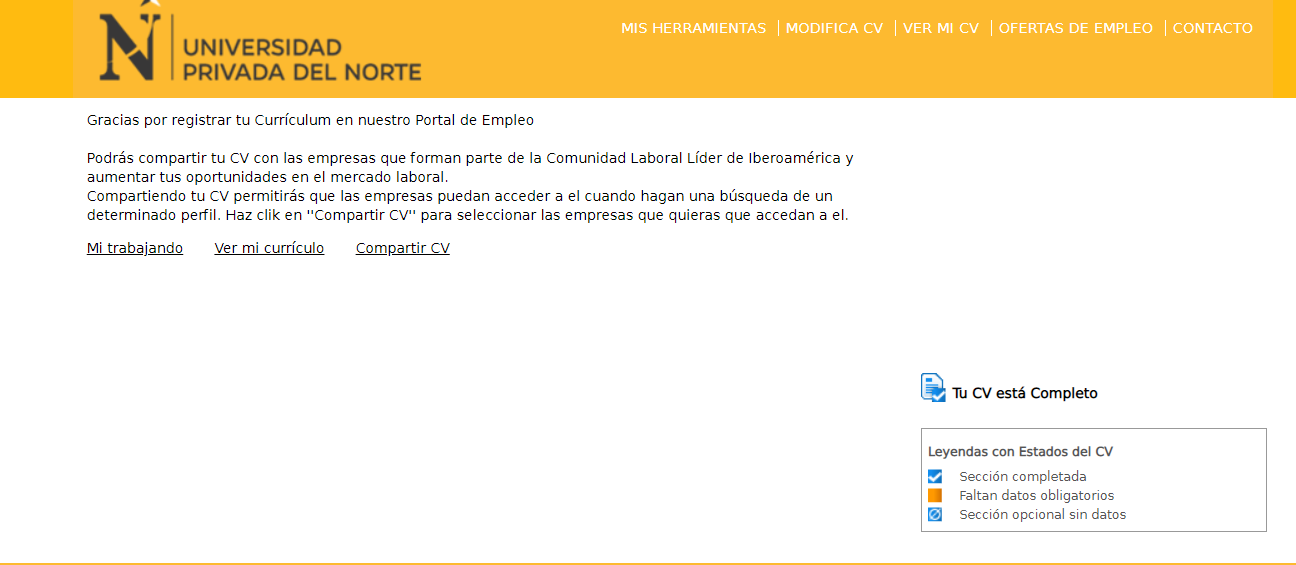 UNIVERSIDAD
PRIVADA DEL NORTE
MIS HERRAMIENTAS
MODIFICA CV
VER MI CV
OFERTAS DE EMPLEO
CONTACTO
Gracias por registrar tu Currículum en nuestro Portal de Empleo
Podrás compartir tu CV con las empresas que forman parte de la Comunidad Laboral Líder de Iberoamérica y
aumentar tus oportunidades en el mercado laboral.
Compartiendo tu CV permitirás que las empresas puedan acceder a el cuando hagan una búsqueda de un
determinado perfil. Haz clik en "Compartir CV" para seleccionar las empresas que quieras que accedan a el.
Mi trabajando
Ver mi currículo
Compartir CV
Tu CV está Completo
Leyendas con Estados del CV
Sección completada
Faltan datos obligatorios
Sección opcional sin datos